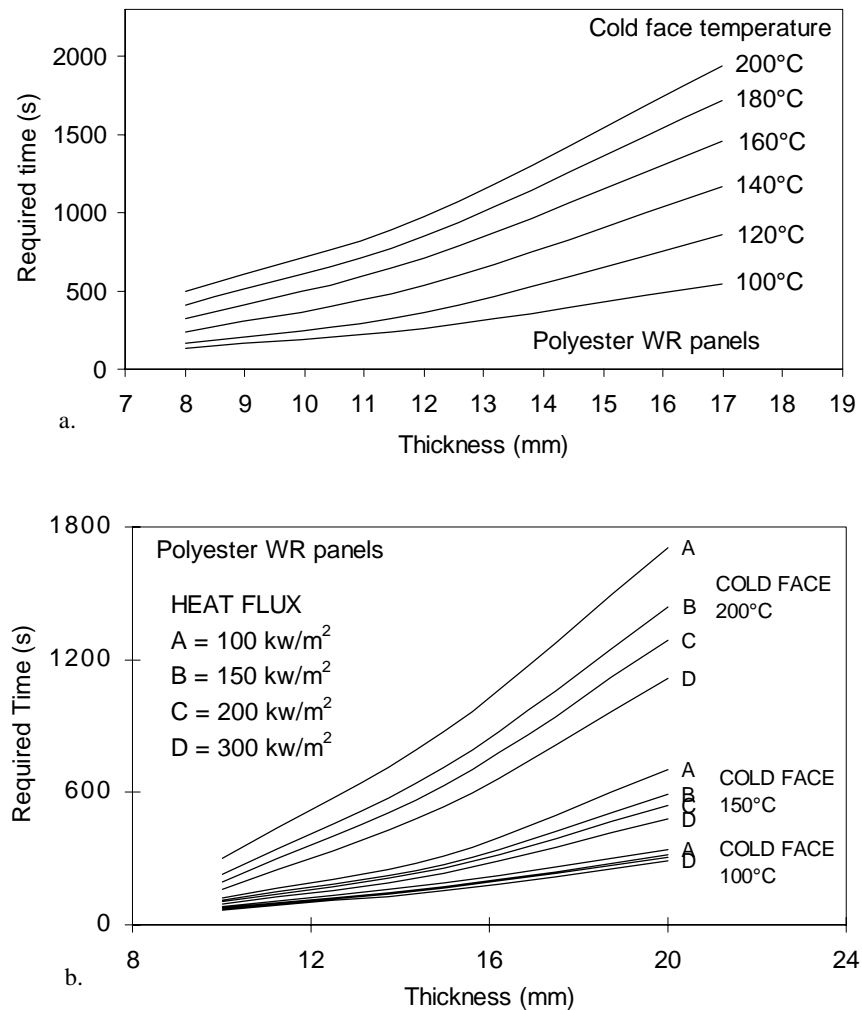 Cold face temperature
2000
1500
1000
500
0
Required time (s)
200°C
180°C
160°C
140°C
120°C
100°C
Polyester WR panels
7 8 9 10 11 12 13 14 15 16 17 18 19
a.
Thickness (mm)
1800
1200
600
0
Required Time (s)
Polyester WR panels
HEAT FLUX
A = 100 kw/m²
B = 150 kw/m²
C = 200 kw/m²
D = 300 kw/m²
A
B
C
D
COLD FACE
200°C
A
B
C
D
COLD FACE
150°C
A
D
COLD FACE
100°C
8 12 16 20 24
b.
Thickness (mm)